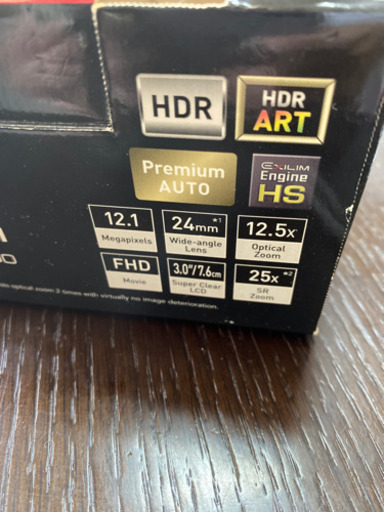 HDR
HDR
ART
Premium
AUTO
EXILIM
Engine
HS
12.1
Megapixels
24mm *1
Wide-angle
Lens
12.5x
Optical
Zoom
FHD
Movie
3.0"/7.6cm
Super Clear
LCD
25x *2
SR
Zoom
optical zoom 2 times with virtually no image deterioration.